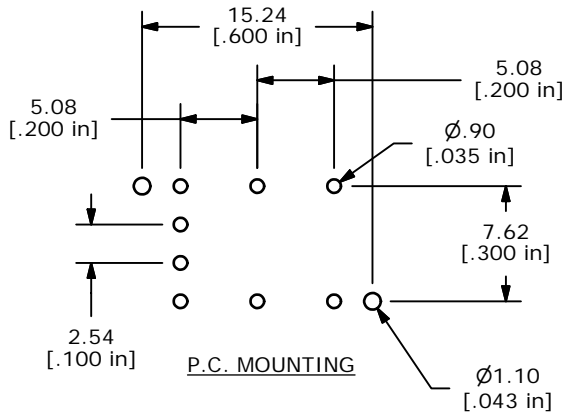 15.24
[.600 in]
5.08
[.200 in]
5.08
[.200 in]
Ø.90
[.035 in]
7.62
[.300 in]
2.54
[.100 in]
P.C. MOUNTING
Ø1.10
[.043 in]